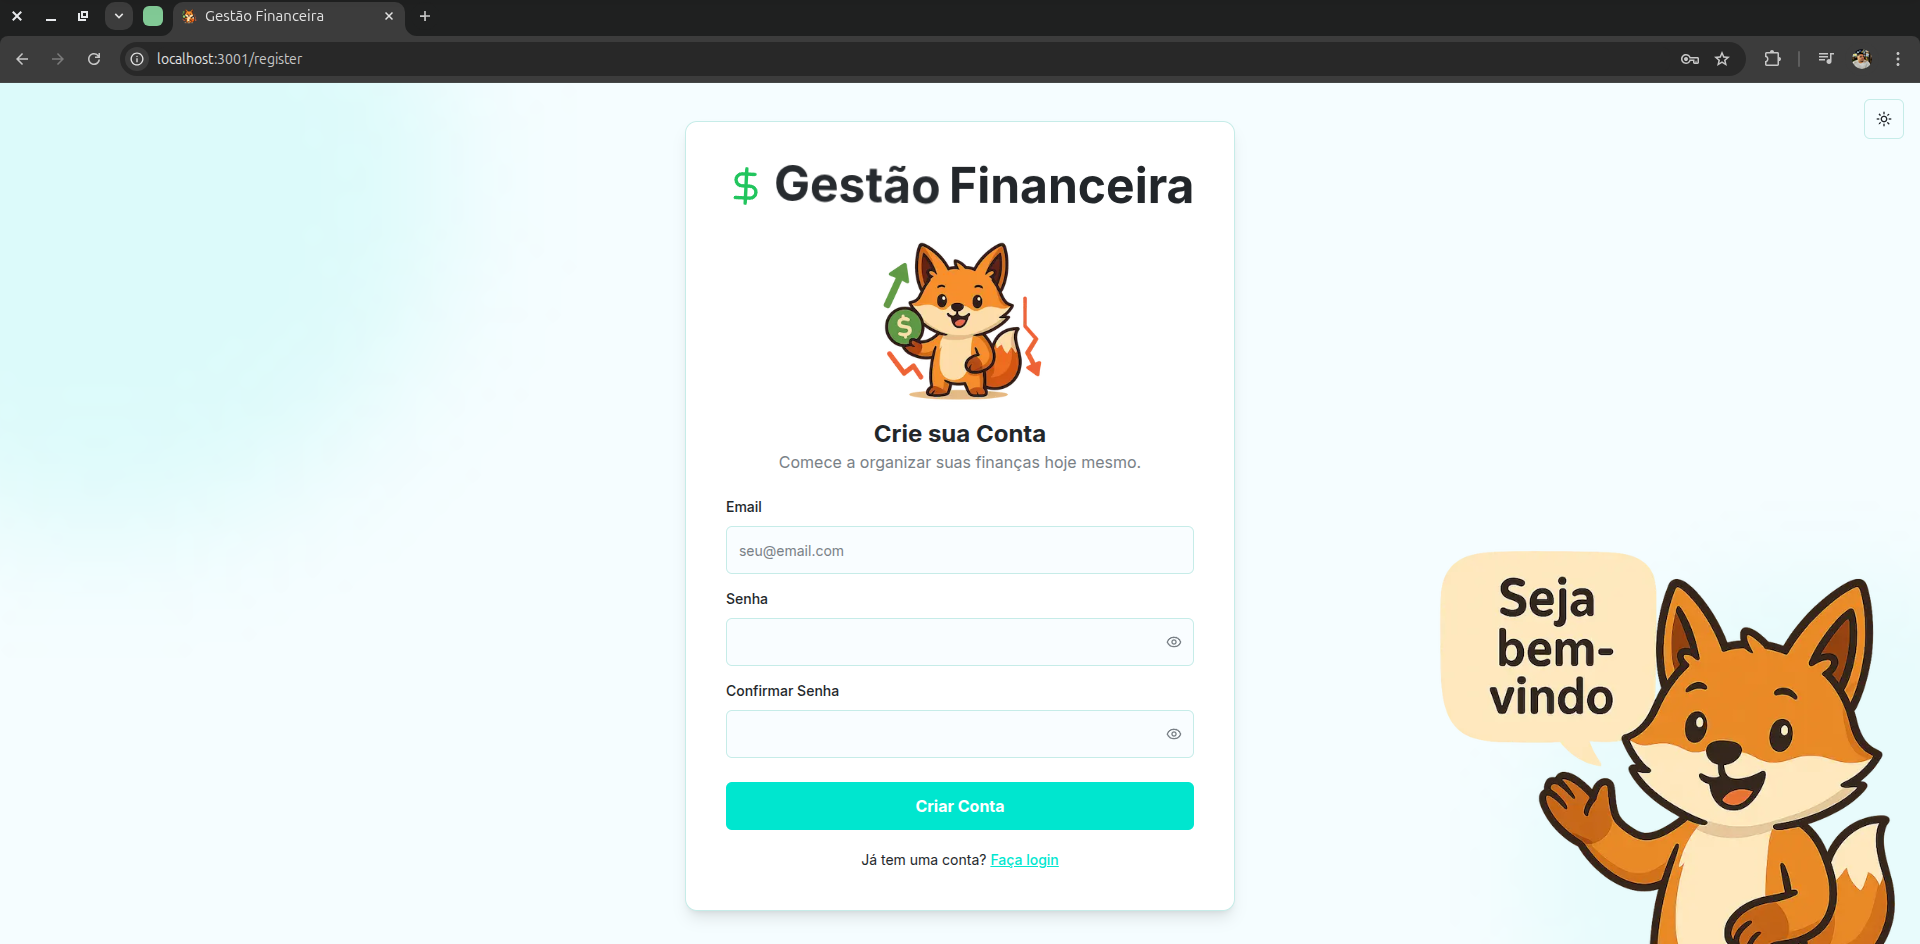 Gestão Financeira
localhost:3001/register
$ Gestão Financeira
$
Crie sua Conta
Comece a organizar suas finanças hoje mesmo.
Email
seu@email.com
Senha
Confirmar Senha
Criar Conta
Já tem uma conta? Faça login
Seja
bem-
vindo